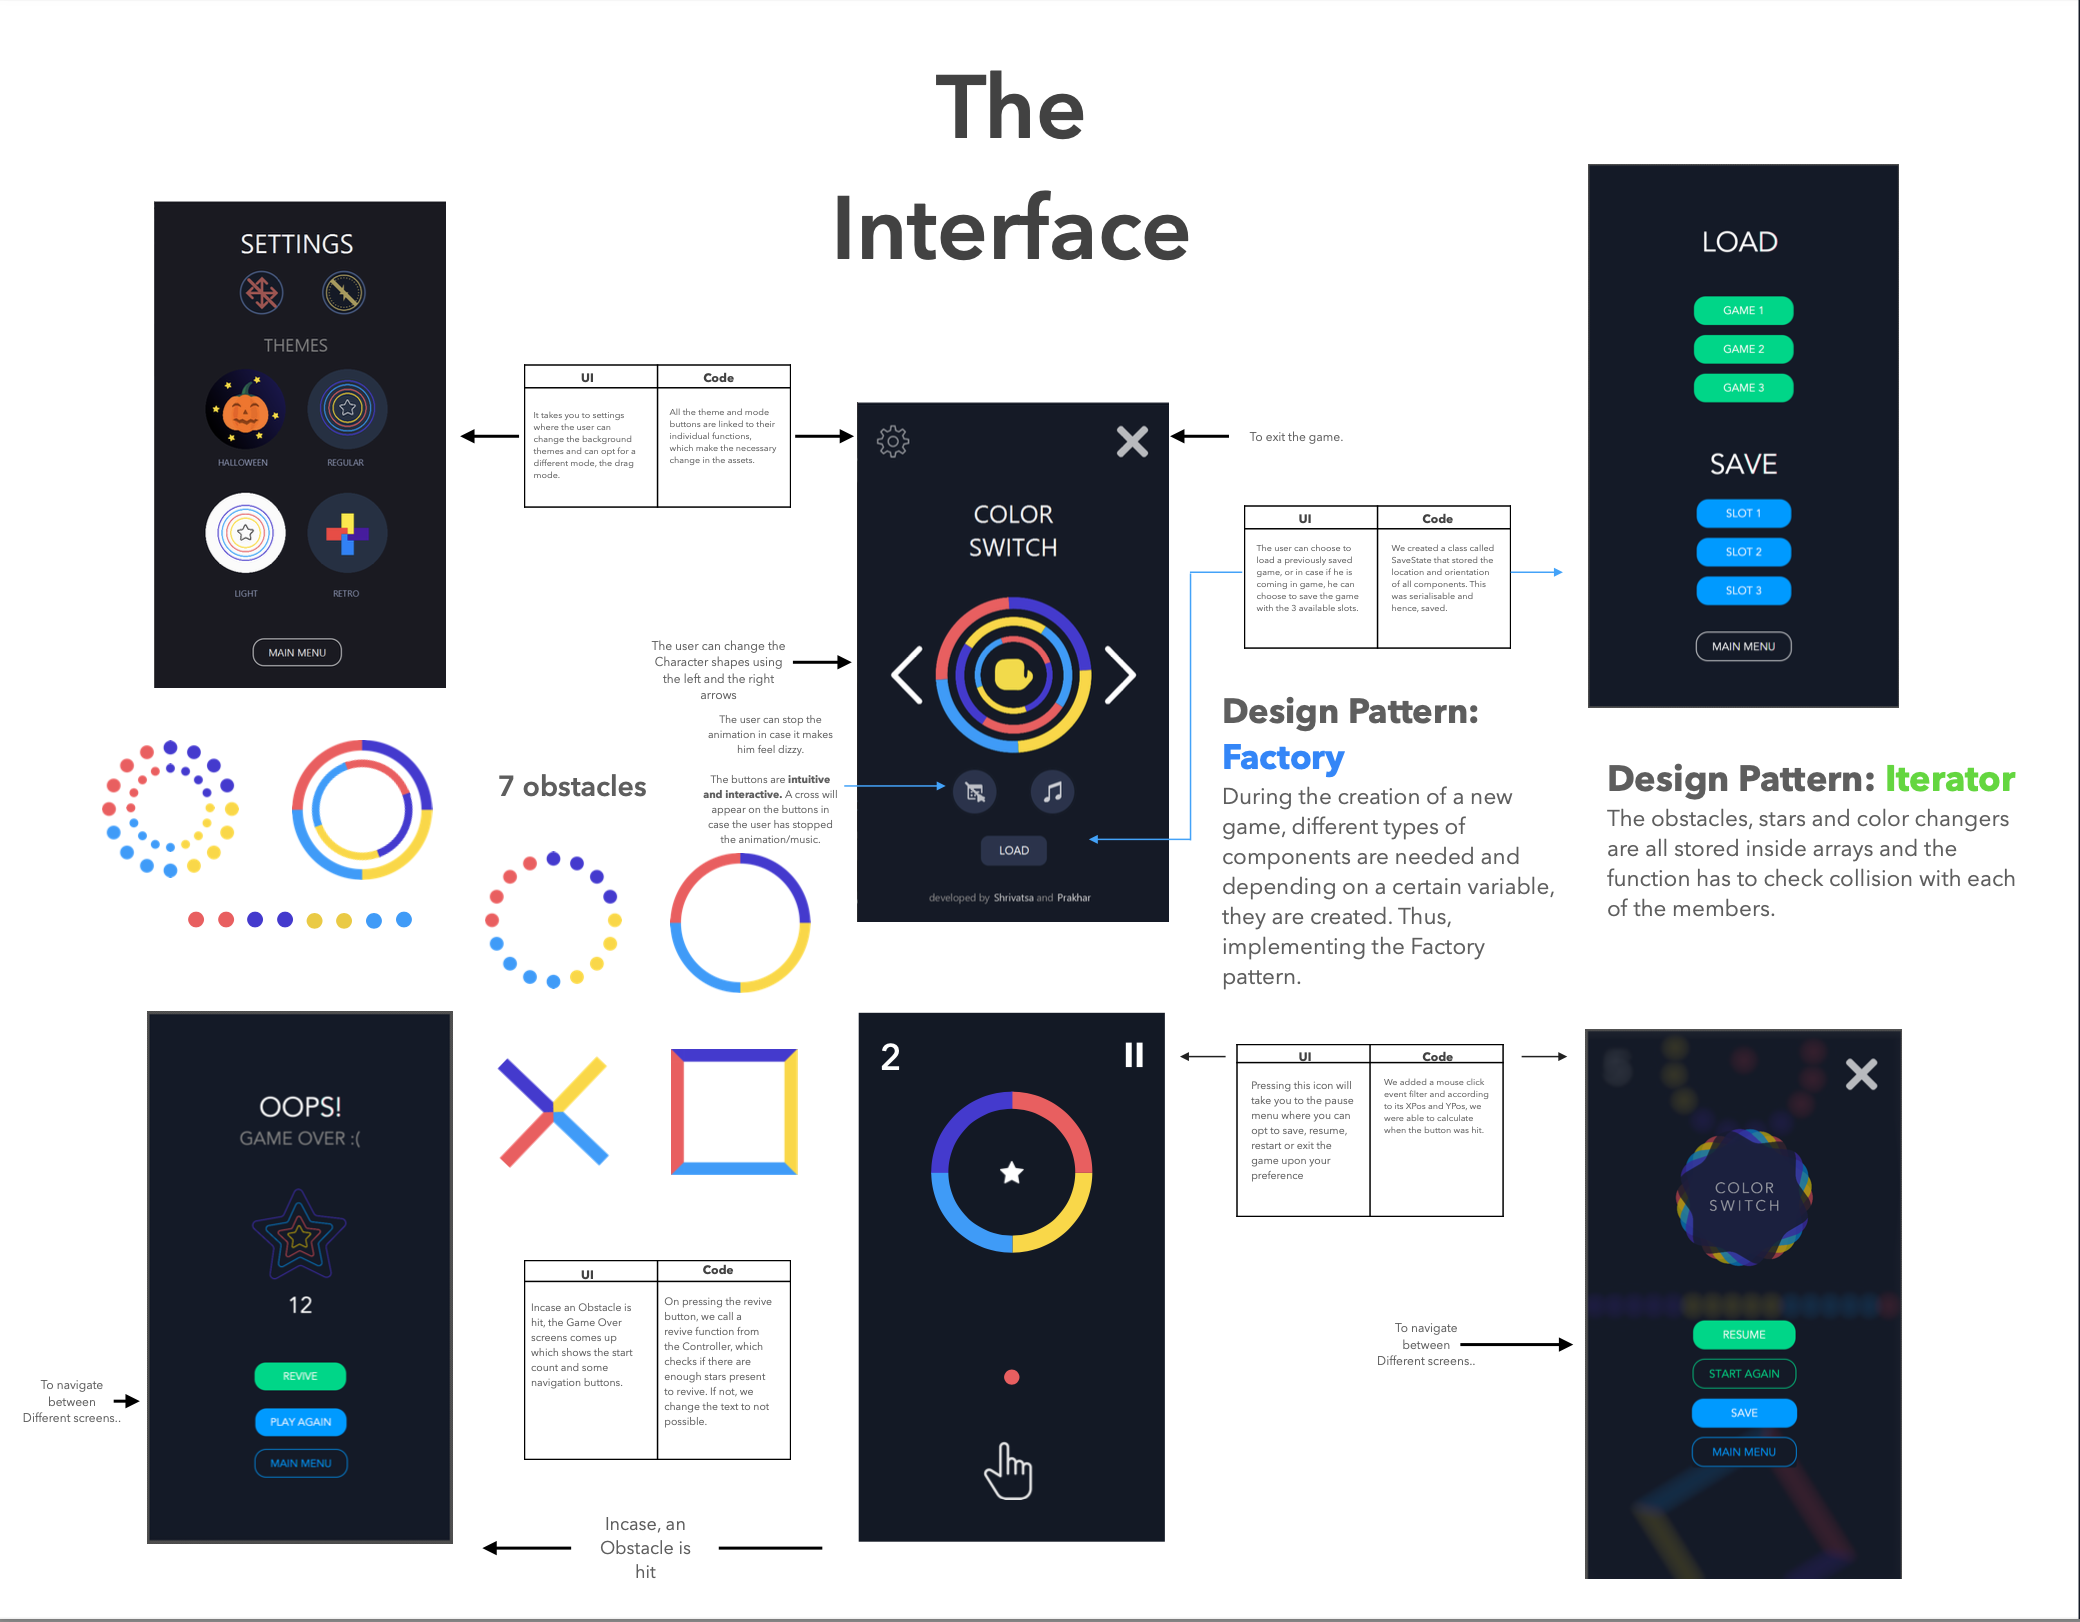 The
Interface
SETTINGS
THEMES
HALLOWEEN
REGULAR
LIGHT
RETRO
MAIN MENU
UI
Code
It takes you to settings
where the user can
change the background
themes and can opt for a
different mode, the drag
mode.
All the theme and mode
buttons are linked to their
individual functions,
which make the necessary
change in the assets.
COLOR
SWITCH
LOAD
developed by Shrivatsa and Prakhar
To exit the game.
UI
Code
The user can choose to
load a previously saved
game, or in case if he is
coming in game, he can
choose to save the game
with the 3 available slots.
We created a class called
SaveState that stored the
location and orientation
of all components. This
was serialisable and
hence, saved.
LOAD
GAME 1
GAME 2
GAME 3
SAVE
SLOT 1
SLOT 2
SLOT 3
MAIN MENU
The user can change the
Character shapes using
the left and the right
arrows
The user can stop the
animation in case it makes
him feel dizzy.
The buttons are intuitive
and interactive. A cross will
appear on the buttons in
case the user has stopped
the animation/music.
7 obstacles
Design Pattern:
Factory
During the creation of a new
game, different types of
components are needed and
depending on a certain variable,
they are created. Thus,
implementing the Factory
pattern.
Design Pattern: Iterator
The obstacles, stars and color changers
are all stored inside arrays and the
function has to check collision with each
of the members.
OOPS!
GAME OVER :(
12
REVIVE
PLAY AGAIN
MAIN MENU
To navigate
between
Different screens..
UI
Code
Incase an Obstacle is
hit, the Game Over
screens comes up
which shows the start
count and some
navigation buttons.
On pressing the revive
button, we call a
revive function from
the Controller, which
checks if there are
enough stars present
to revive. If not, we
change the text to not
possible.
Incase, an
Obstacle is
hit
2
UI
Code
Pressing this icon will
take you to the pause
menu where you can
opt to save, resume,
restart or exit the
game upon your
preference
We added a mouse click
event filter and according
to its XPos and YPos, we
were able to calculate
when the button was hit.
To navigate
between
Different screens..
COLOR
SWITCH
RESUME
START AGAIN
SAVE
MAIN MENU